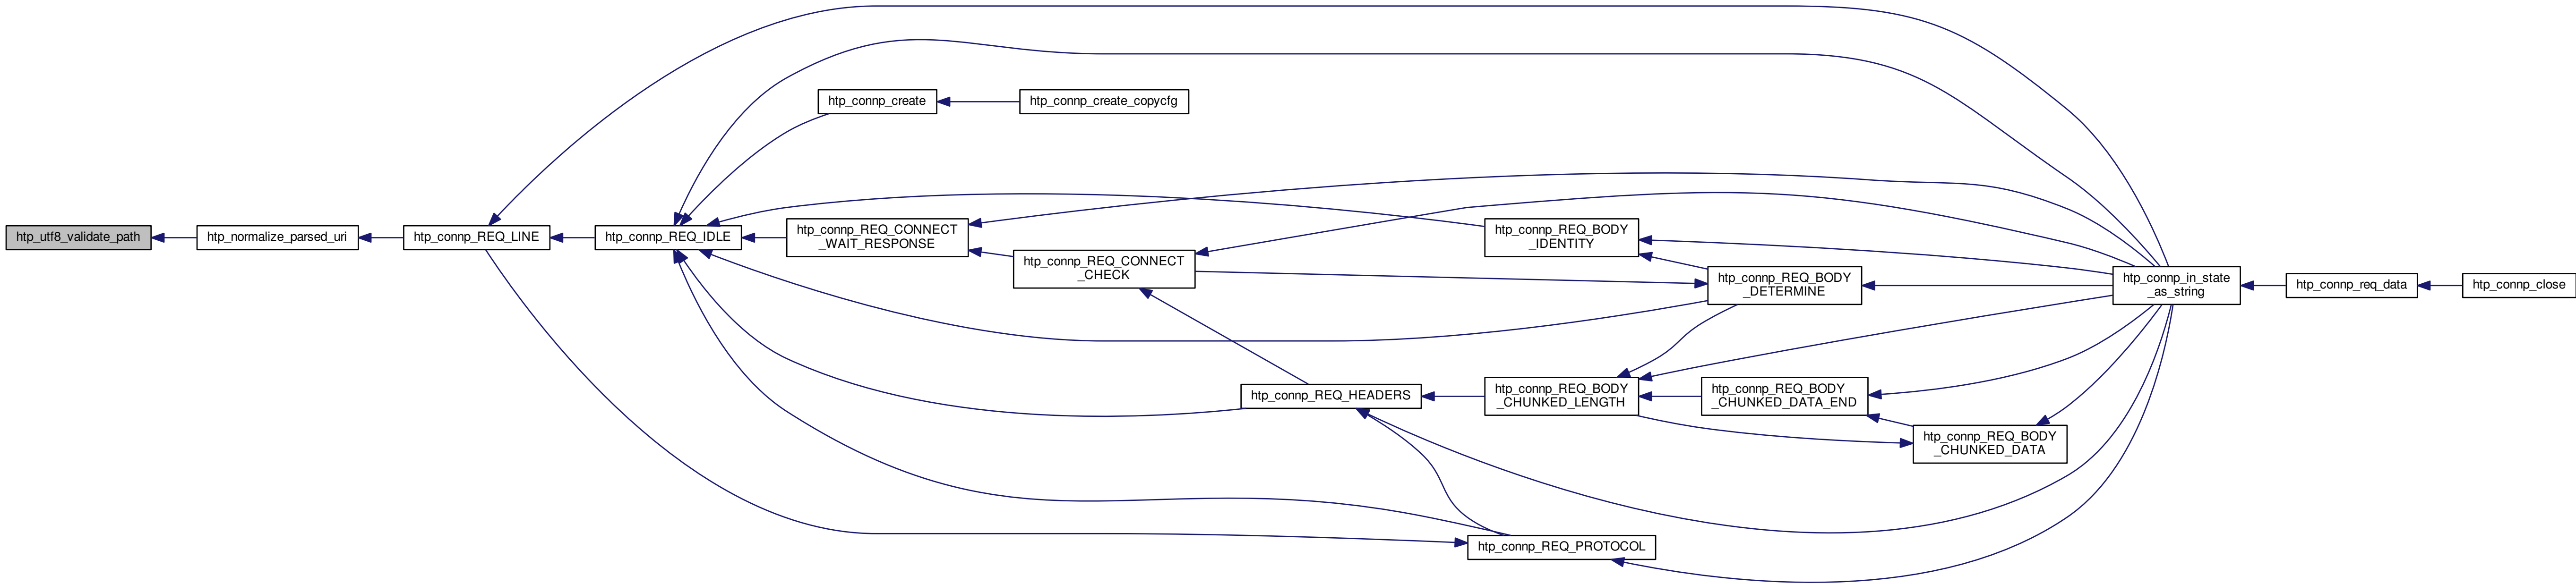 htp_utf8_validate_path
htp_normalize_parsed_uri
htp_connp_REQ_LINE
htp_connp_REQ_IDLE
htp_connp_create
htp_connp_create_copycfg
htp_connp_REQ_CONNECT
_WAIT_RESPONSE
htp_connp_REQ_CONNECT
_CHECK
htp_connp_REQ_HEADERS
htp_connp_REQ_BODY
_IDENTITY
htp_connp_REQ_BODY
_DETERMINE
htp_connp_REQ_BODY
_CHUNKED_LENGTH
htp_connp_REQ_BODY
_CHUNKED_DATA_END
htp_connp_REQ_BODY
_CHUNKED_DATA
htp_connp_REQ_PROTOCOL
htp_connp_in_state
_as_string
htp_connp_req_data
htp_connp_close